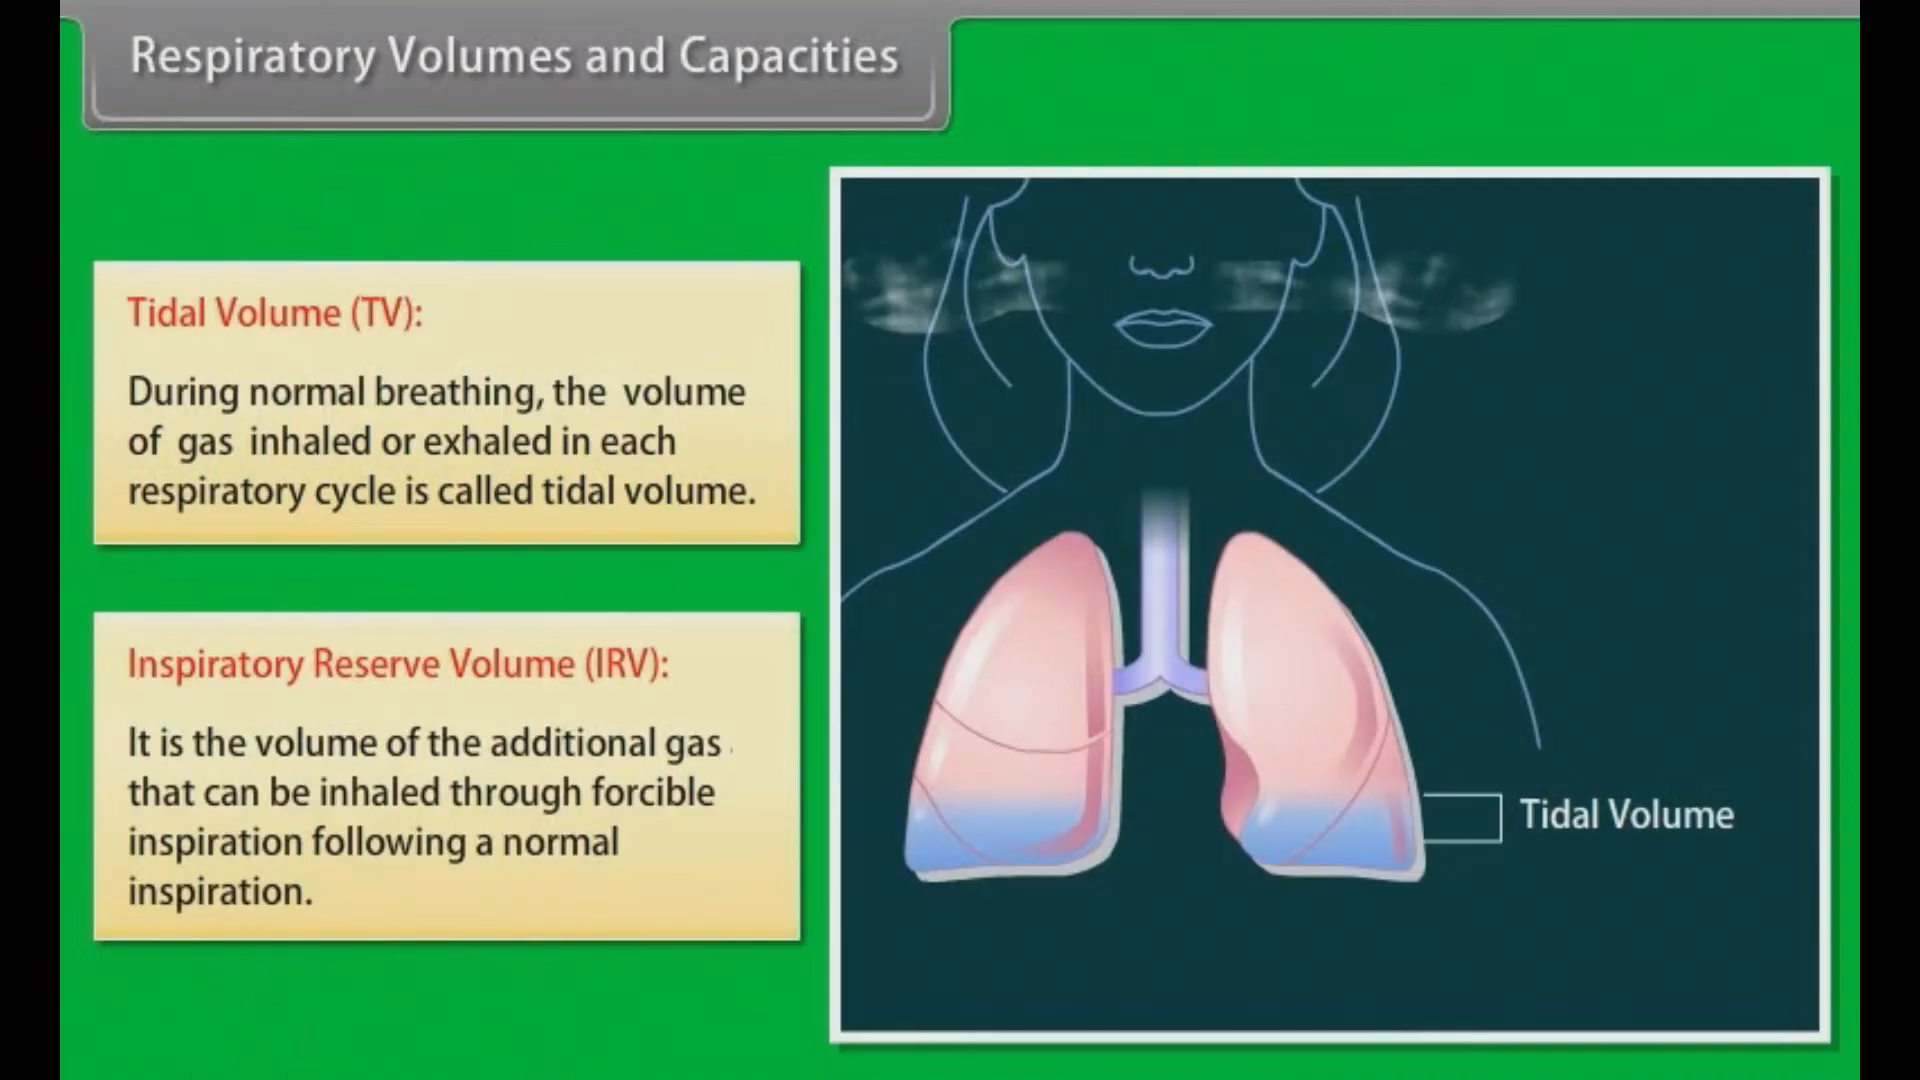 Respiratory Volumes and Capacities
Tidal Volume (TV):
During normal breathing, the volume
of gas inhaled or exhaled in each
respiratory cycle is called tidal volume.
Inspiratory Reserve Volume (IRV):
It is the volume of the additional gas
that can be inhaled through forcible
inspiration following a normal
inspiration.
Tidal Volume